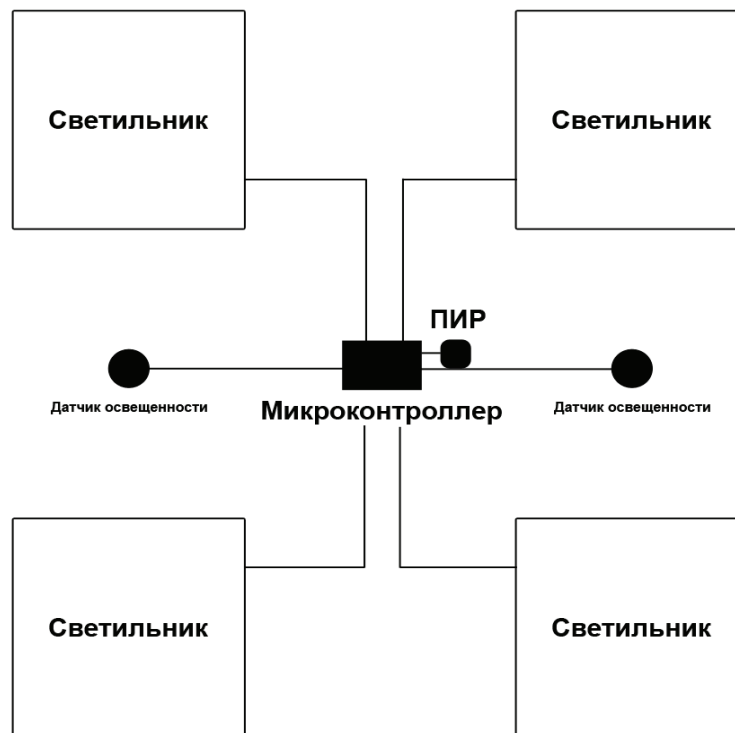 Светильник
Светильник
ПИР
Датчик освещенности
Микроконтроллер
Датчик освещенности
Светильник
Светильник